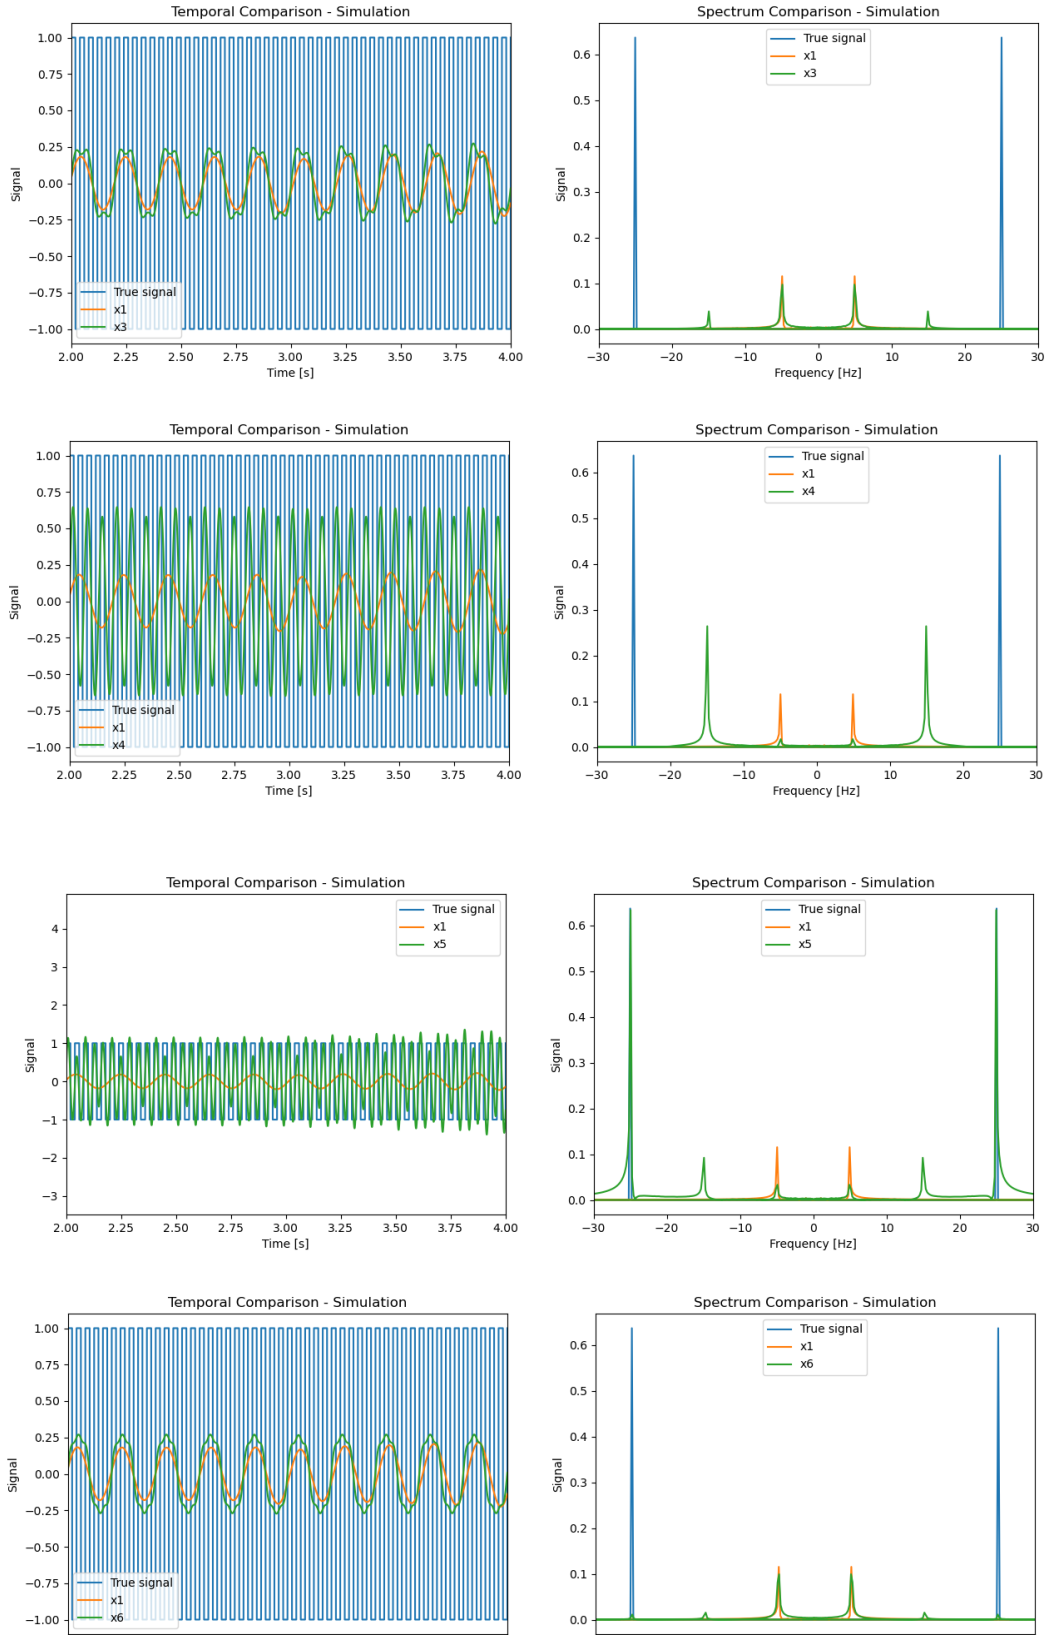 Temporal Comparison - Simulation
1.00
0.75
0.50
0.25
0.00
−0.25
−0.50
−0.75
−1.00
Signal
True signal
x1
x3
2.00 2.25 2.50 2.75 3.00 3.25 3.50 3.75 4.00
Time [s]
Spectrum Comparison - Simulation
0.6
0.5
0.4
0.3
0.2
0.1
0.0
Signal
True signal
x1
x3
−30 −20 −10 0 10 20 30
Frequency [Hz]
Temporal Comparison - Simulation
1.00
0.75
0.50
0.25
0.00
−0.25
−0.50
−0.75
−1.00
Signal
True signal
x1
x4
2.00 2.25 2.50 2.75 3.00 3.25 3.50 3.75 4.00
Time [s]
Spectrum Comparison - Simulation
0.6
0.5
0.4
0.3
0.2
0.1
0.0
Signal
True signal
x1
x4
−30 −20 −10 0 10 20 30
Frequency [Hz]
Temporal Comparison - Simulation
4
3
2
1
0
−1
−2
−3
Signal
True signal
x1
x5
2.00 2.25 2.50 2.75 3.00 3.25 3.50 3.75 4.00
Time [s]
Spectrum Comparison - Simulation
0.6
0.5
0.4
0.3
0.2
0.1
0.0
Signal
True signal
x1
x5
−30 −20 −10 0 10 20 30
Frequency [Hz]
Temporal Comparison - Simulation
1.00
0.75
0.50
0.25
0.00
−0.25
−0.50
−0.75
−1.00
Signal
True signal
x1
x6
Spectrum Comparison - Simulation
0.6
0.5
0.4
0.3
0.2
0.1
0.0
Signal
True signal
x1
x6